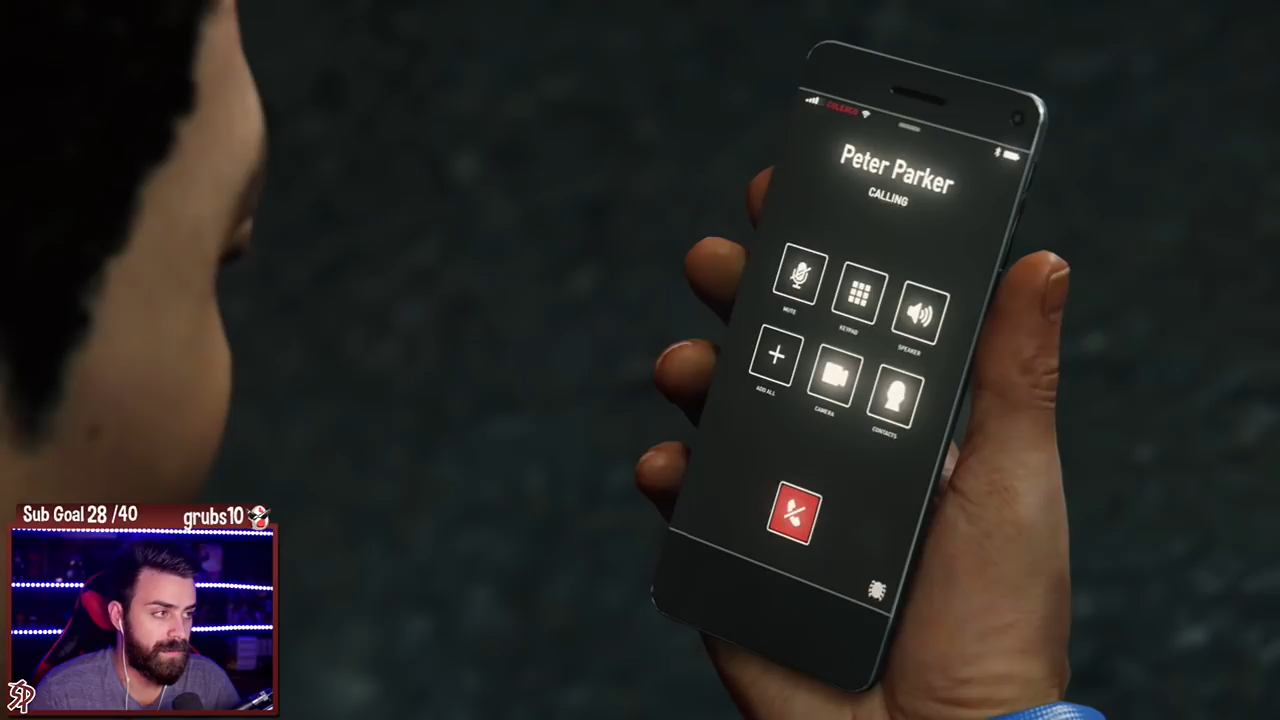 Peter Parker
CALLING
MUTE
KEYPAD
SPEAKER
ADD ALL
CAMERA
CONTACTS
Sub Goal 28 /40
grubs10